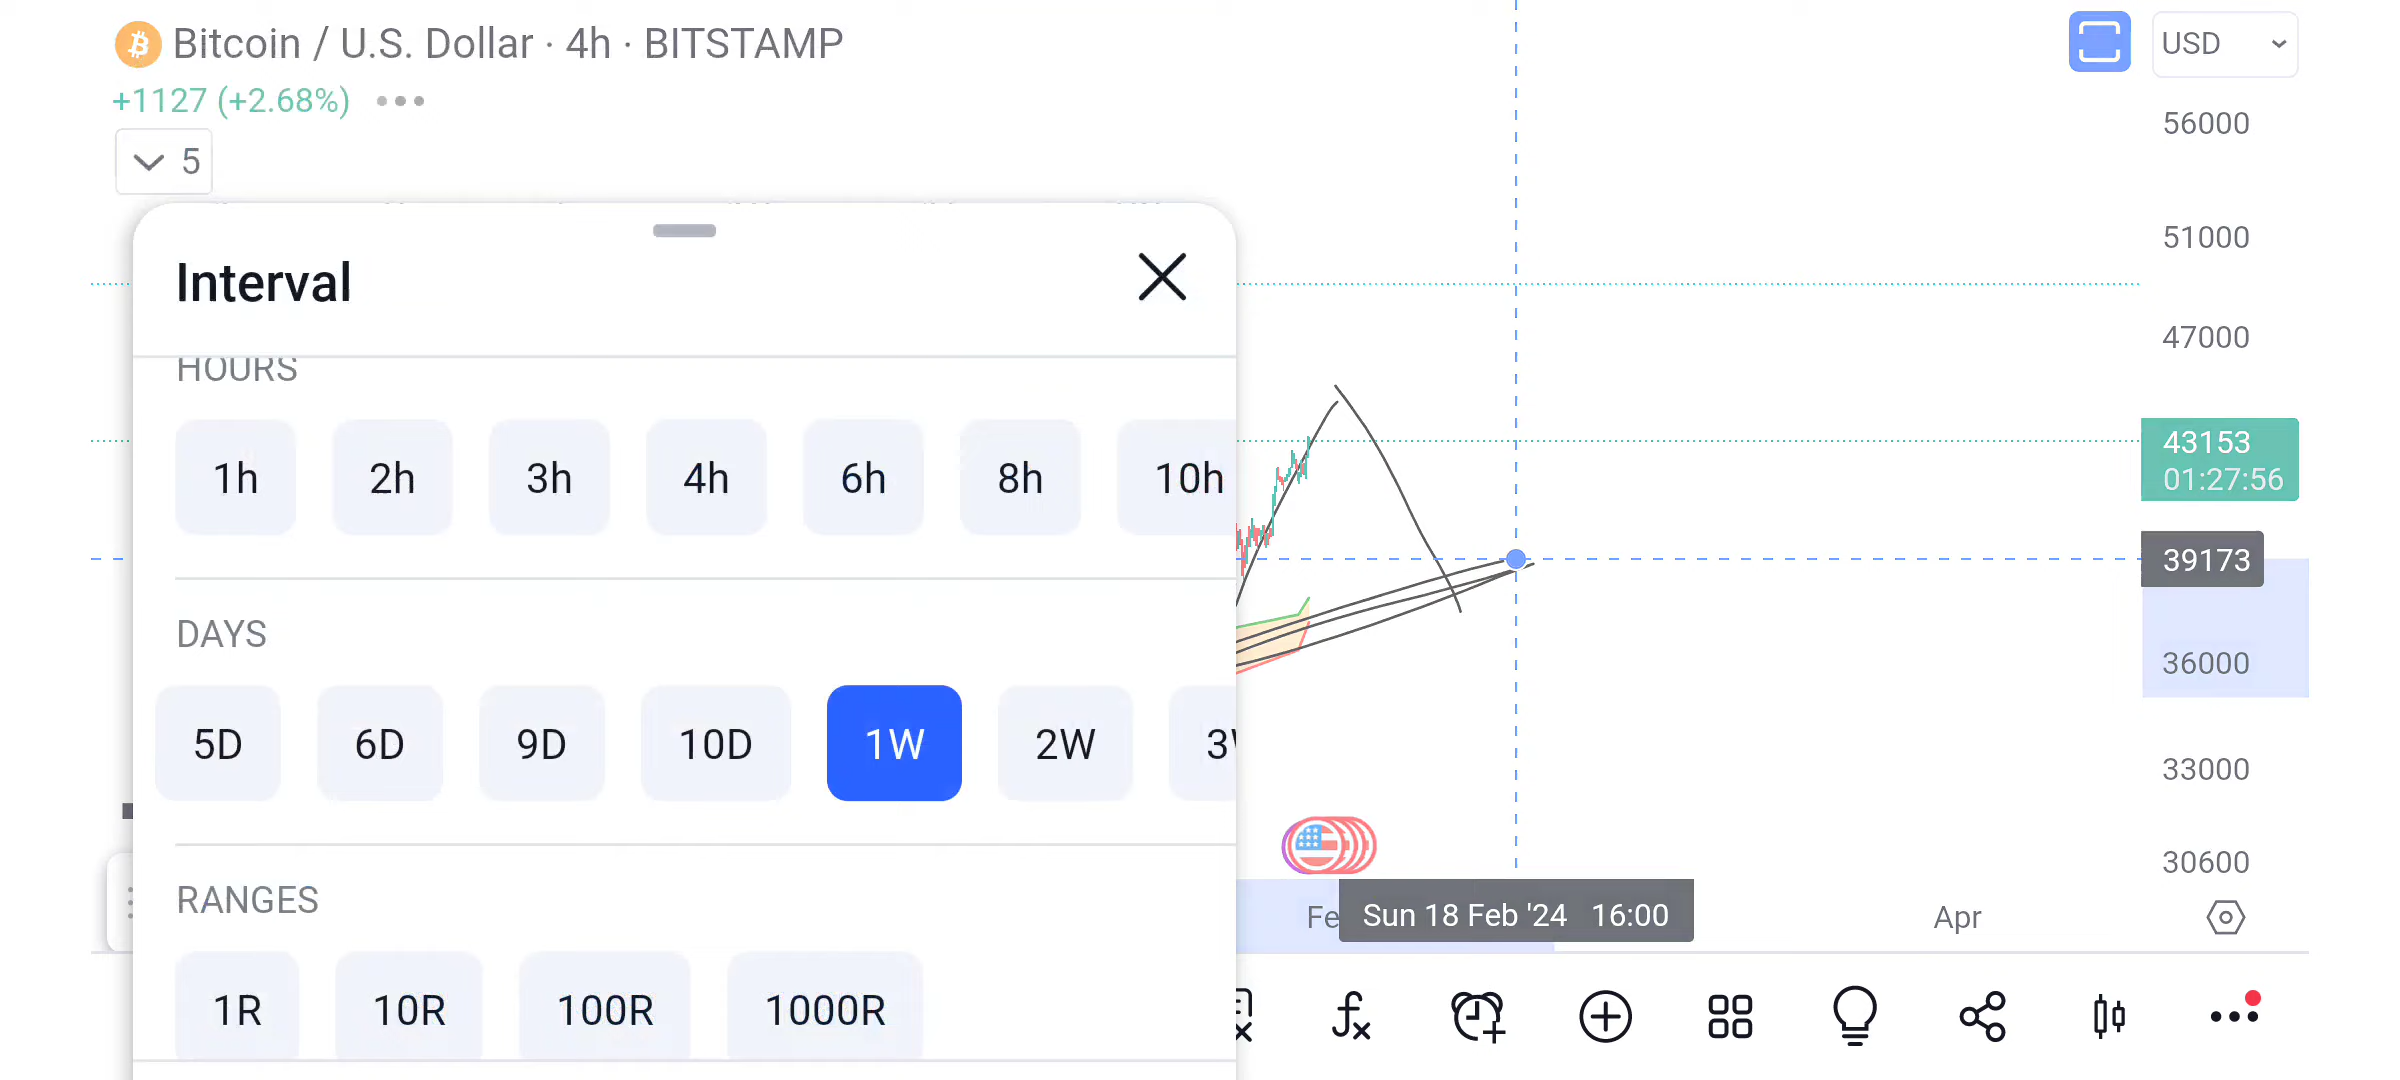 Bitcoin / U.S. Dollar · 4h · BITSTAMP
USD
+1127 (+2.68%)
5
56000
51000
47000
43153
01:27:56
39173
36000
33000
30600
Interval
HOURS
1h 2h 3h 4h 6h 8h 10h
DAYS
5D 6D 9D 10D 1W 2W
RANGES
1R 10R 100R 1000R
Sun 18 Feb '24 16:00
Apr